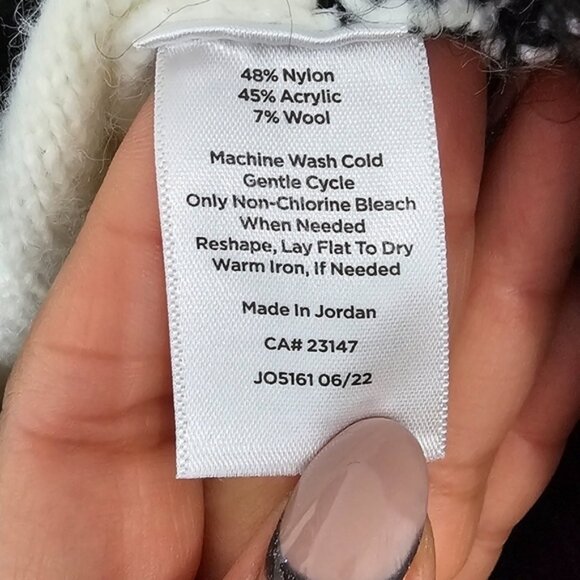 48% Nylon
45% Acrylic
7% Wool
Machine Wash Cold
Gentle Cycle
Only Non-Chlorine Bleach
When Needed
Reshape, Lay Flat To Dry
Warm Iron, If Needed
Made In Jordan
CA# 23147
JO5161 06/22